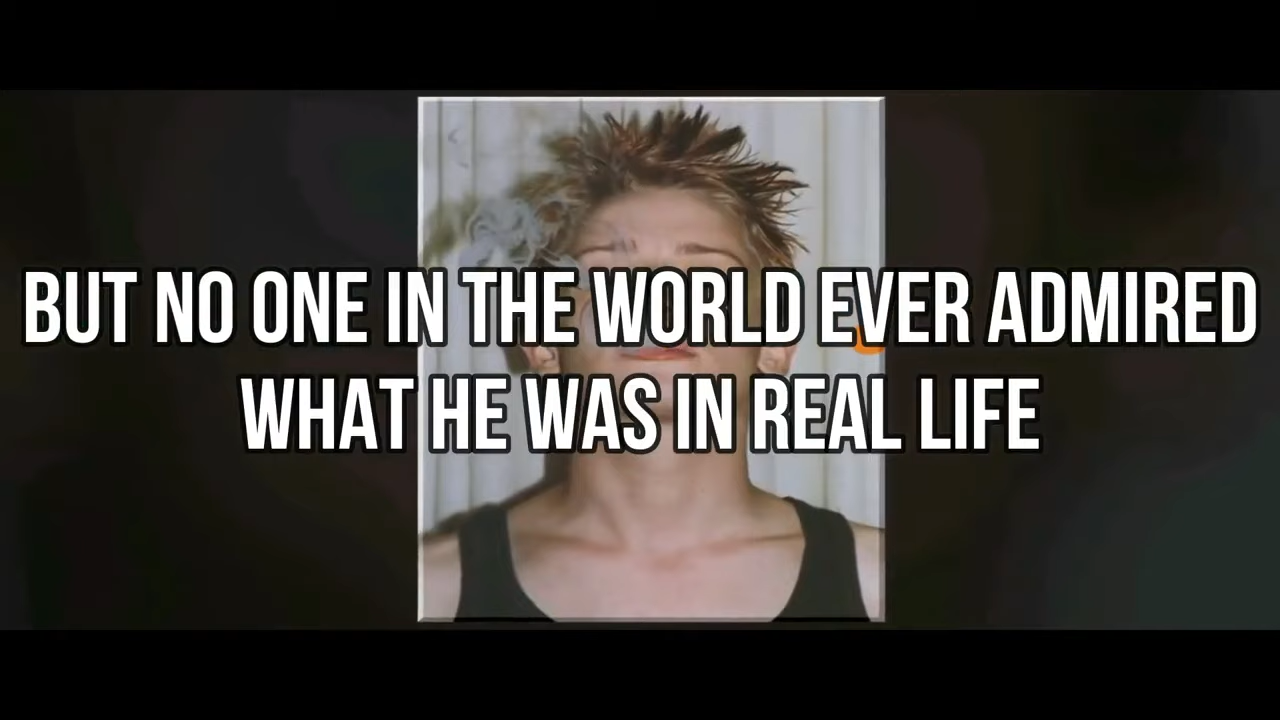 BUT NO ONE IN THE WORLD EVER ADMIRED
WHAT HE WAS IN REAL LIFE